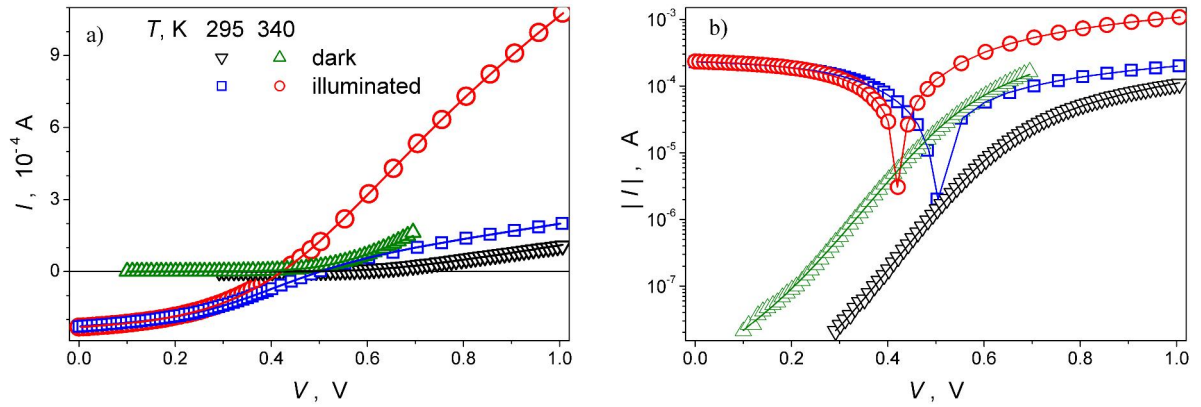 a)
T, K 295 340
dark
illuminated
I , 10⁻⁴ A
9
6
3
0
0.0 0.2 0.4 0.6 0.8 1.0
V , V
b)
| I | , A
10⁻³
10⁻⁴
10⁻⁵
10⁻⁶
10⁻⁷
0.0 0.2 0.4 0.6 0.8 1.0
V , V